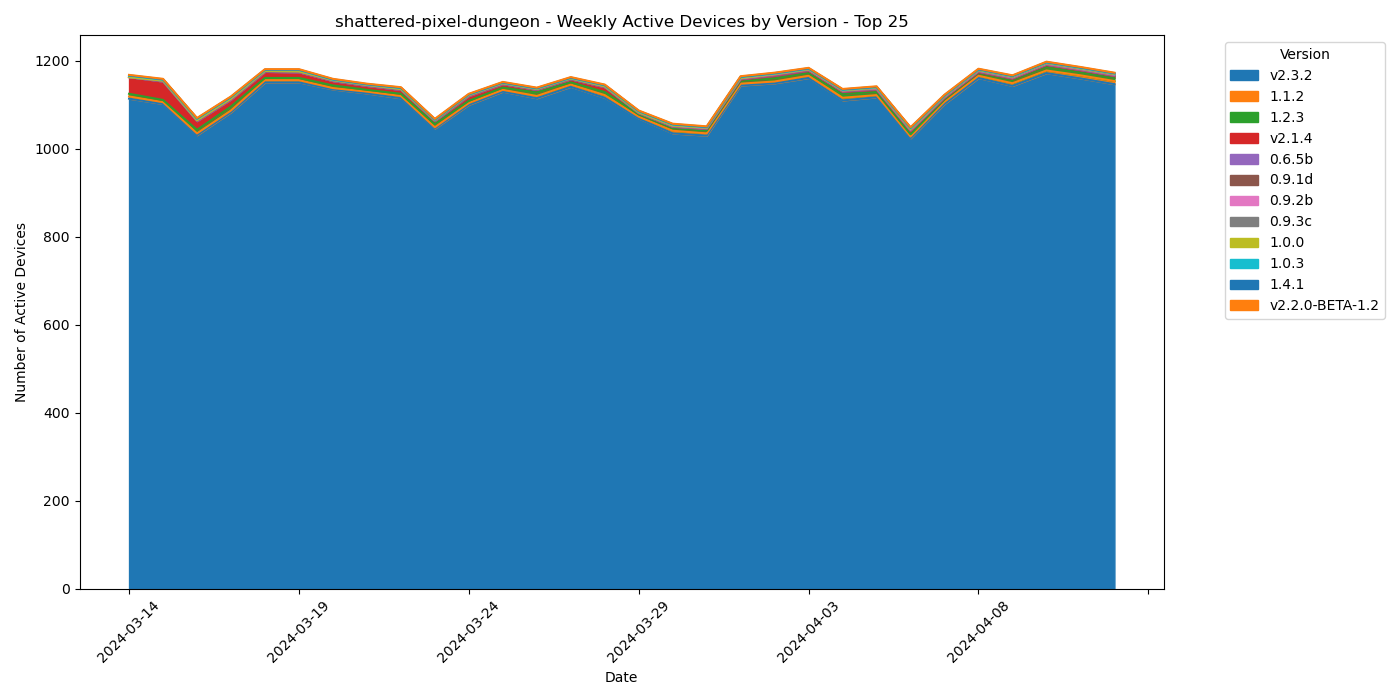 shattered-pixel-dungeon - Weekly Active Devices by Version - Top 25
Number of Active Devices
1200
1000
800
600
400
200
0
2024-03-14
2024-03-19
2024-03-24
2024-03-29
2024-04-03
2024-04-08
Date
Version
v2.3.2
1.1.2
1.2.3
v2.1.4
0.6.5b
0.9.1d
0.9.2b
0.9.3c
1.0.0
1.0.3
1.4.1
v2.2.0-BETA-1.2